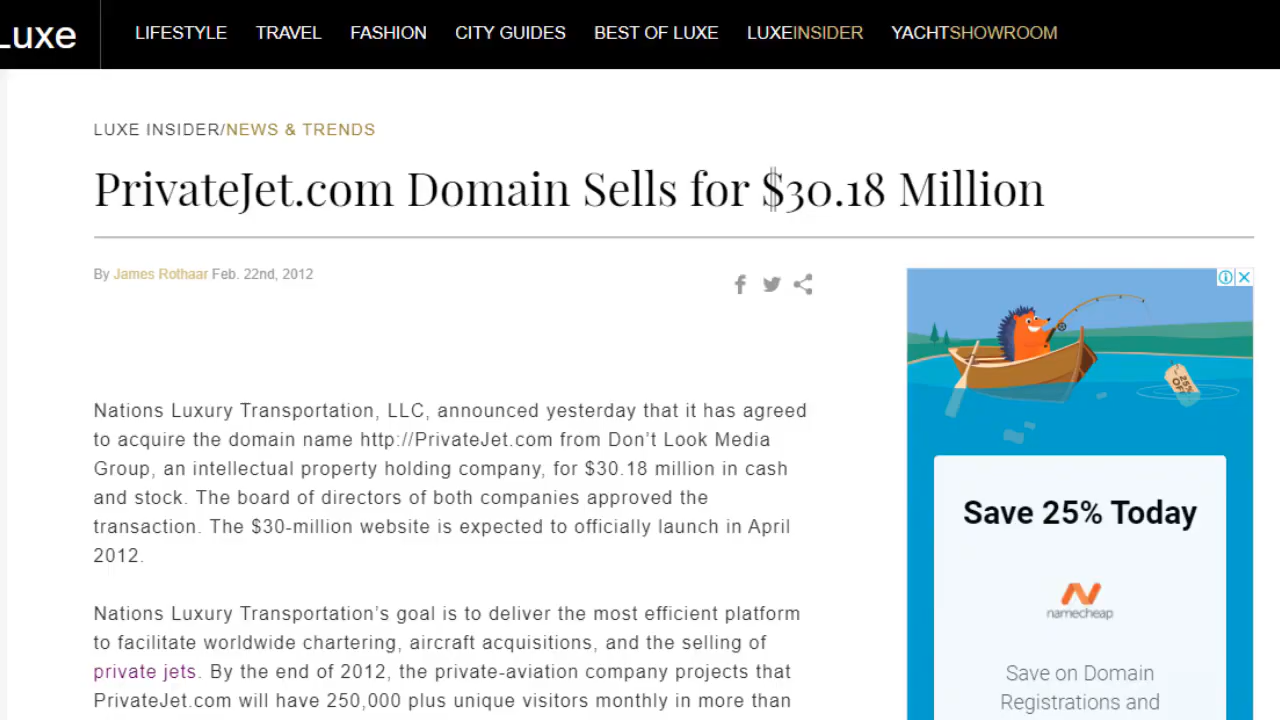 Luxe
LIFESTYLE TRAVEL FASHION CITY GUIDES BEST OF LUXE LUXEINSIDER YACHTSHOWROOM
LUXE INSIDER/NEWS & TRENDS
PrivateJet.com Domain Sells for $30.18 Million
By James Rothaar Feb. 22nd, 2012
Nations Luxury Transportation, LLC, announced yesterday that it has agreed
to acquire the domain name http://PrivateJet.com from Don’t Look Media
Group, an intellectual property holding company, for $30.18 million in cash
and stock. The board of directors of both companies approved the
transaction. The $30-million website is expected to officially launch in April
2012.
Nations Luxury Transportation’s goal is to deliver the most efficient platform
to facilitate worldwide chartering, aircraft acquisitions, and the selling of
private jets. By the end of 2012, the private-aviation company projects that
PrivateJet.com will have 250,000 plus unique visitors monthly in more than
25%
OFF
Save 25% Today
namecheap
Save on Domain
Registrations and